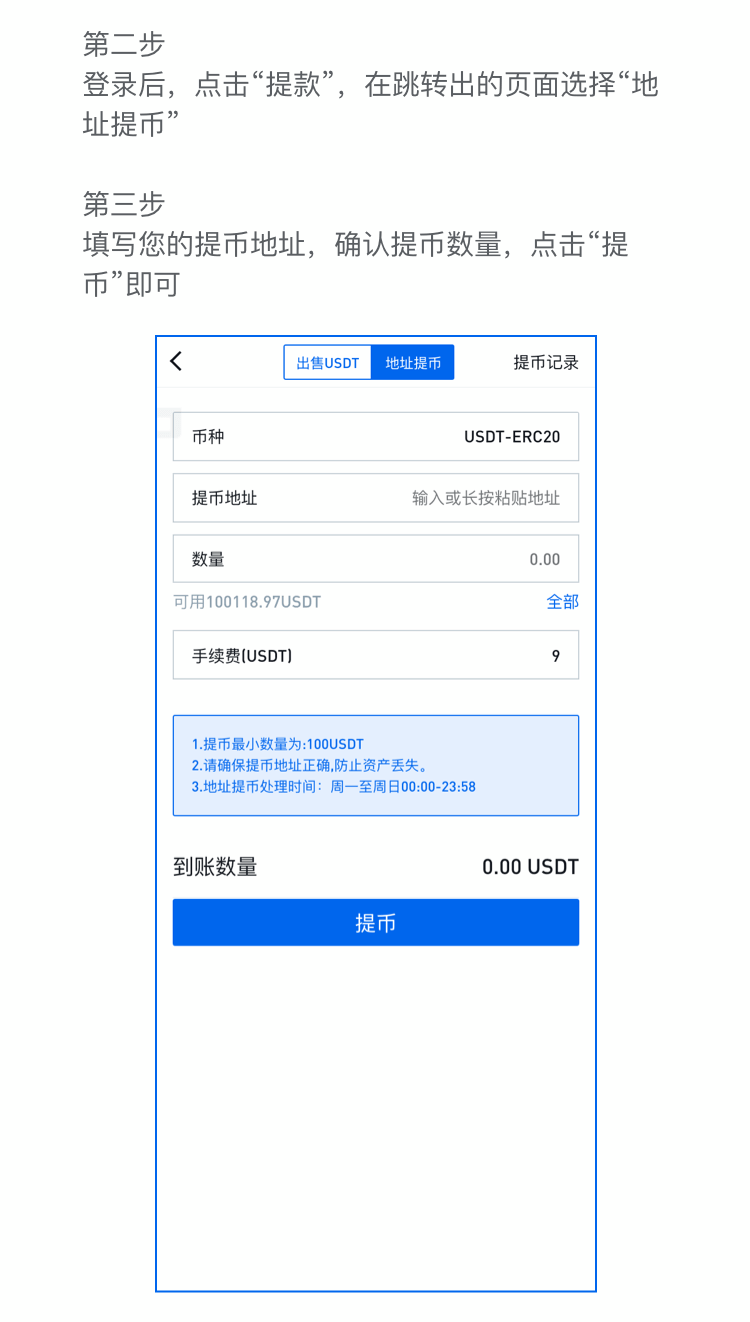 第二步
登录后，点击“提款”，在跳转出的页面选择“地
址提币”
第三步
填写您的提币地址，确认提币数量，点击“提
币”即可
出售USDT 地址提币 提币记录
币种 USDT-ERC20
提币地址 输入或长按粘贴地址
数量 0.00
可用100118.97USDT 全部
手续费(USDT) 9
1.提币最小数量为:100USDT
2.请确保提币地址正确,防止资产丢失。
3.地址提币处理时间：周一至周日00:00-23:58
到账数量 0.00 USDT
提币